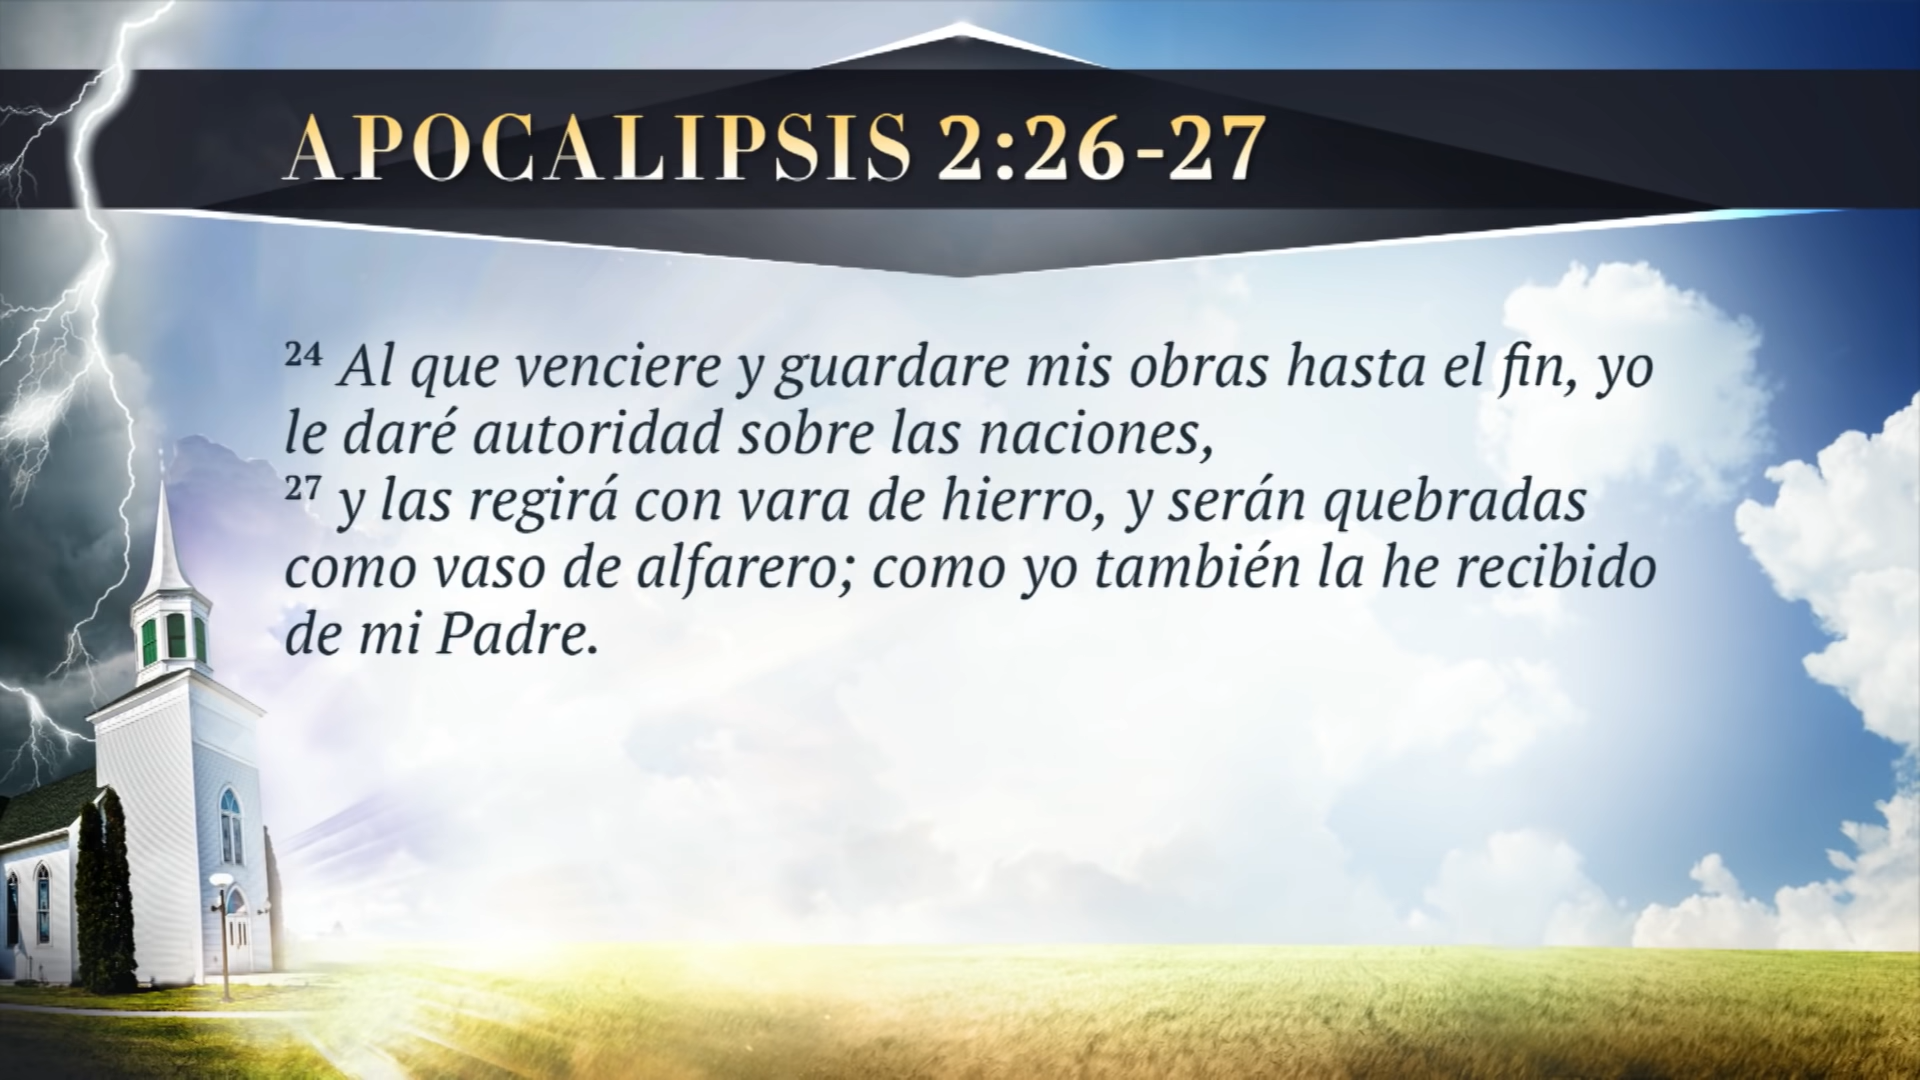 APOCALIPSIS 2:26-27
24 Al que venciere y guardare mis obras hasta el fin, yo
le daré autoridad sobre las naciones,
27 y las regirá con vara de hierro, y serán quebradas
como vaso de alfarero; como yo también la he recibido
de mi Padre.